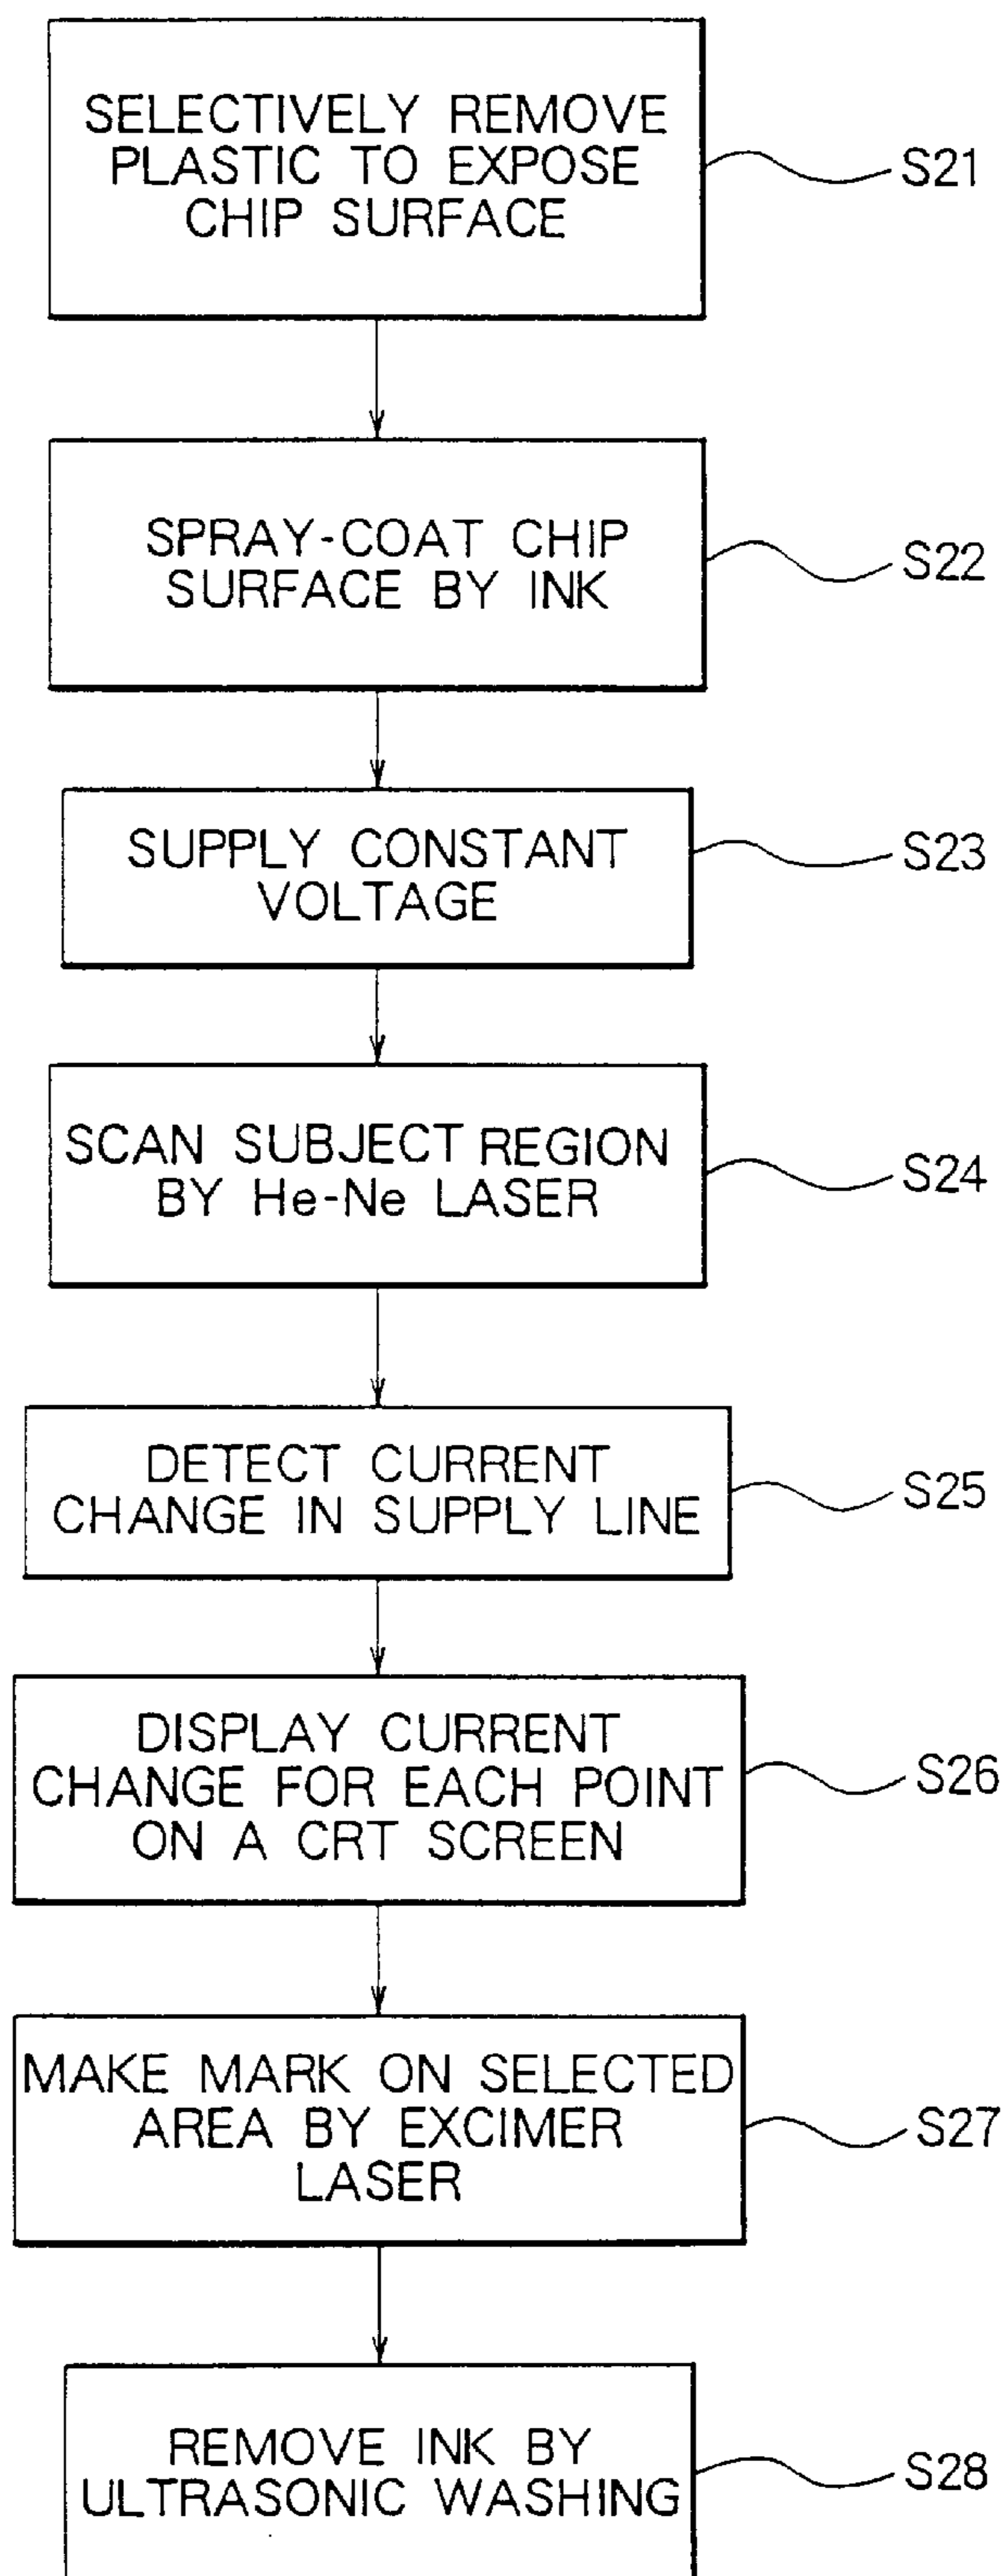 SELECTIVELY REMOVE
PLASTIC TO EXPOSE
CHIP SURFACE
S21
SPRAY-COAT CHIP
SURFACE BY INK
S22
SUPPLY CONSTANT
VOLTAGE
S23
SCAN SUBJECT REGION
BY He-Ne LASER
S24
DETECT CURRENT
CHANGE IN SUPPLY LINE
S25
DISPLAY CURRENT
CHANGE FOR EACH POINT
ON A CRT SCREEN
S26
MAKE MARK ON SELECTED
AREA BY EXCIMER
LASER
S27
REMOVE INK BY
ULTRASONIC WASHING
S28